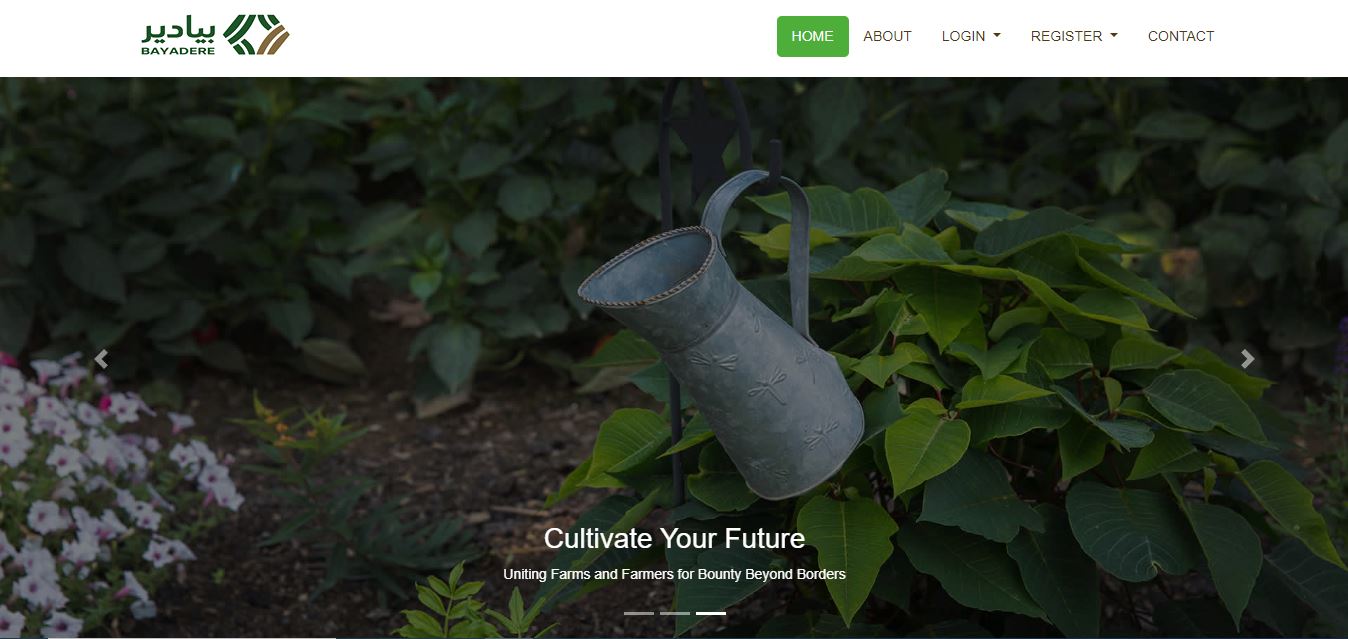 بيادير
BAYADERE
HOME ABOUT LOGIN REGISTER CONTACT
Cultivate Your Future
Uniting Farms and Farmers for Bounty Beyond Borders